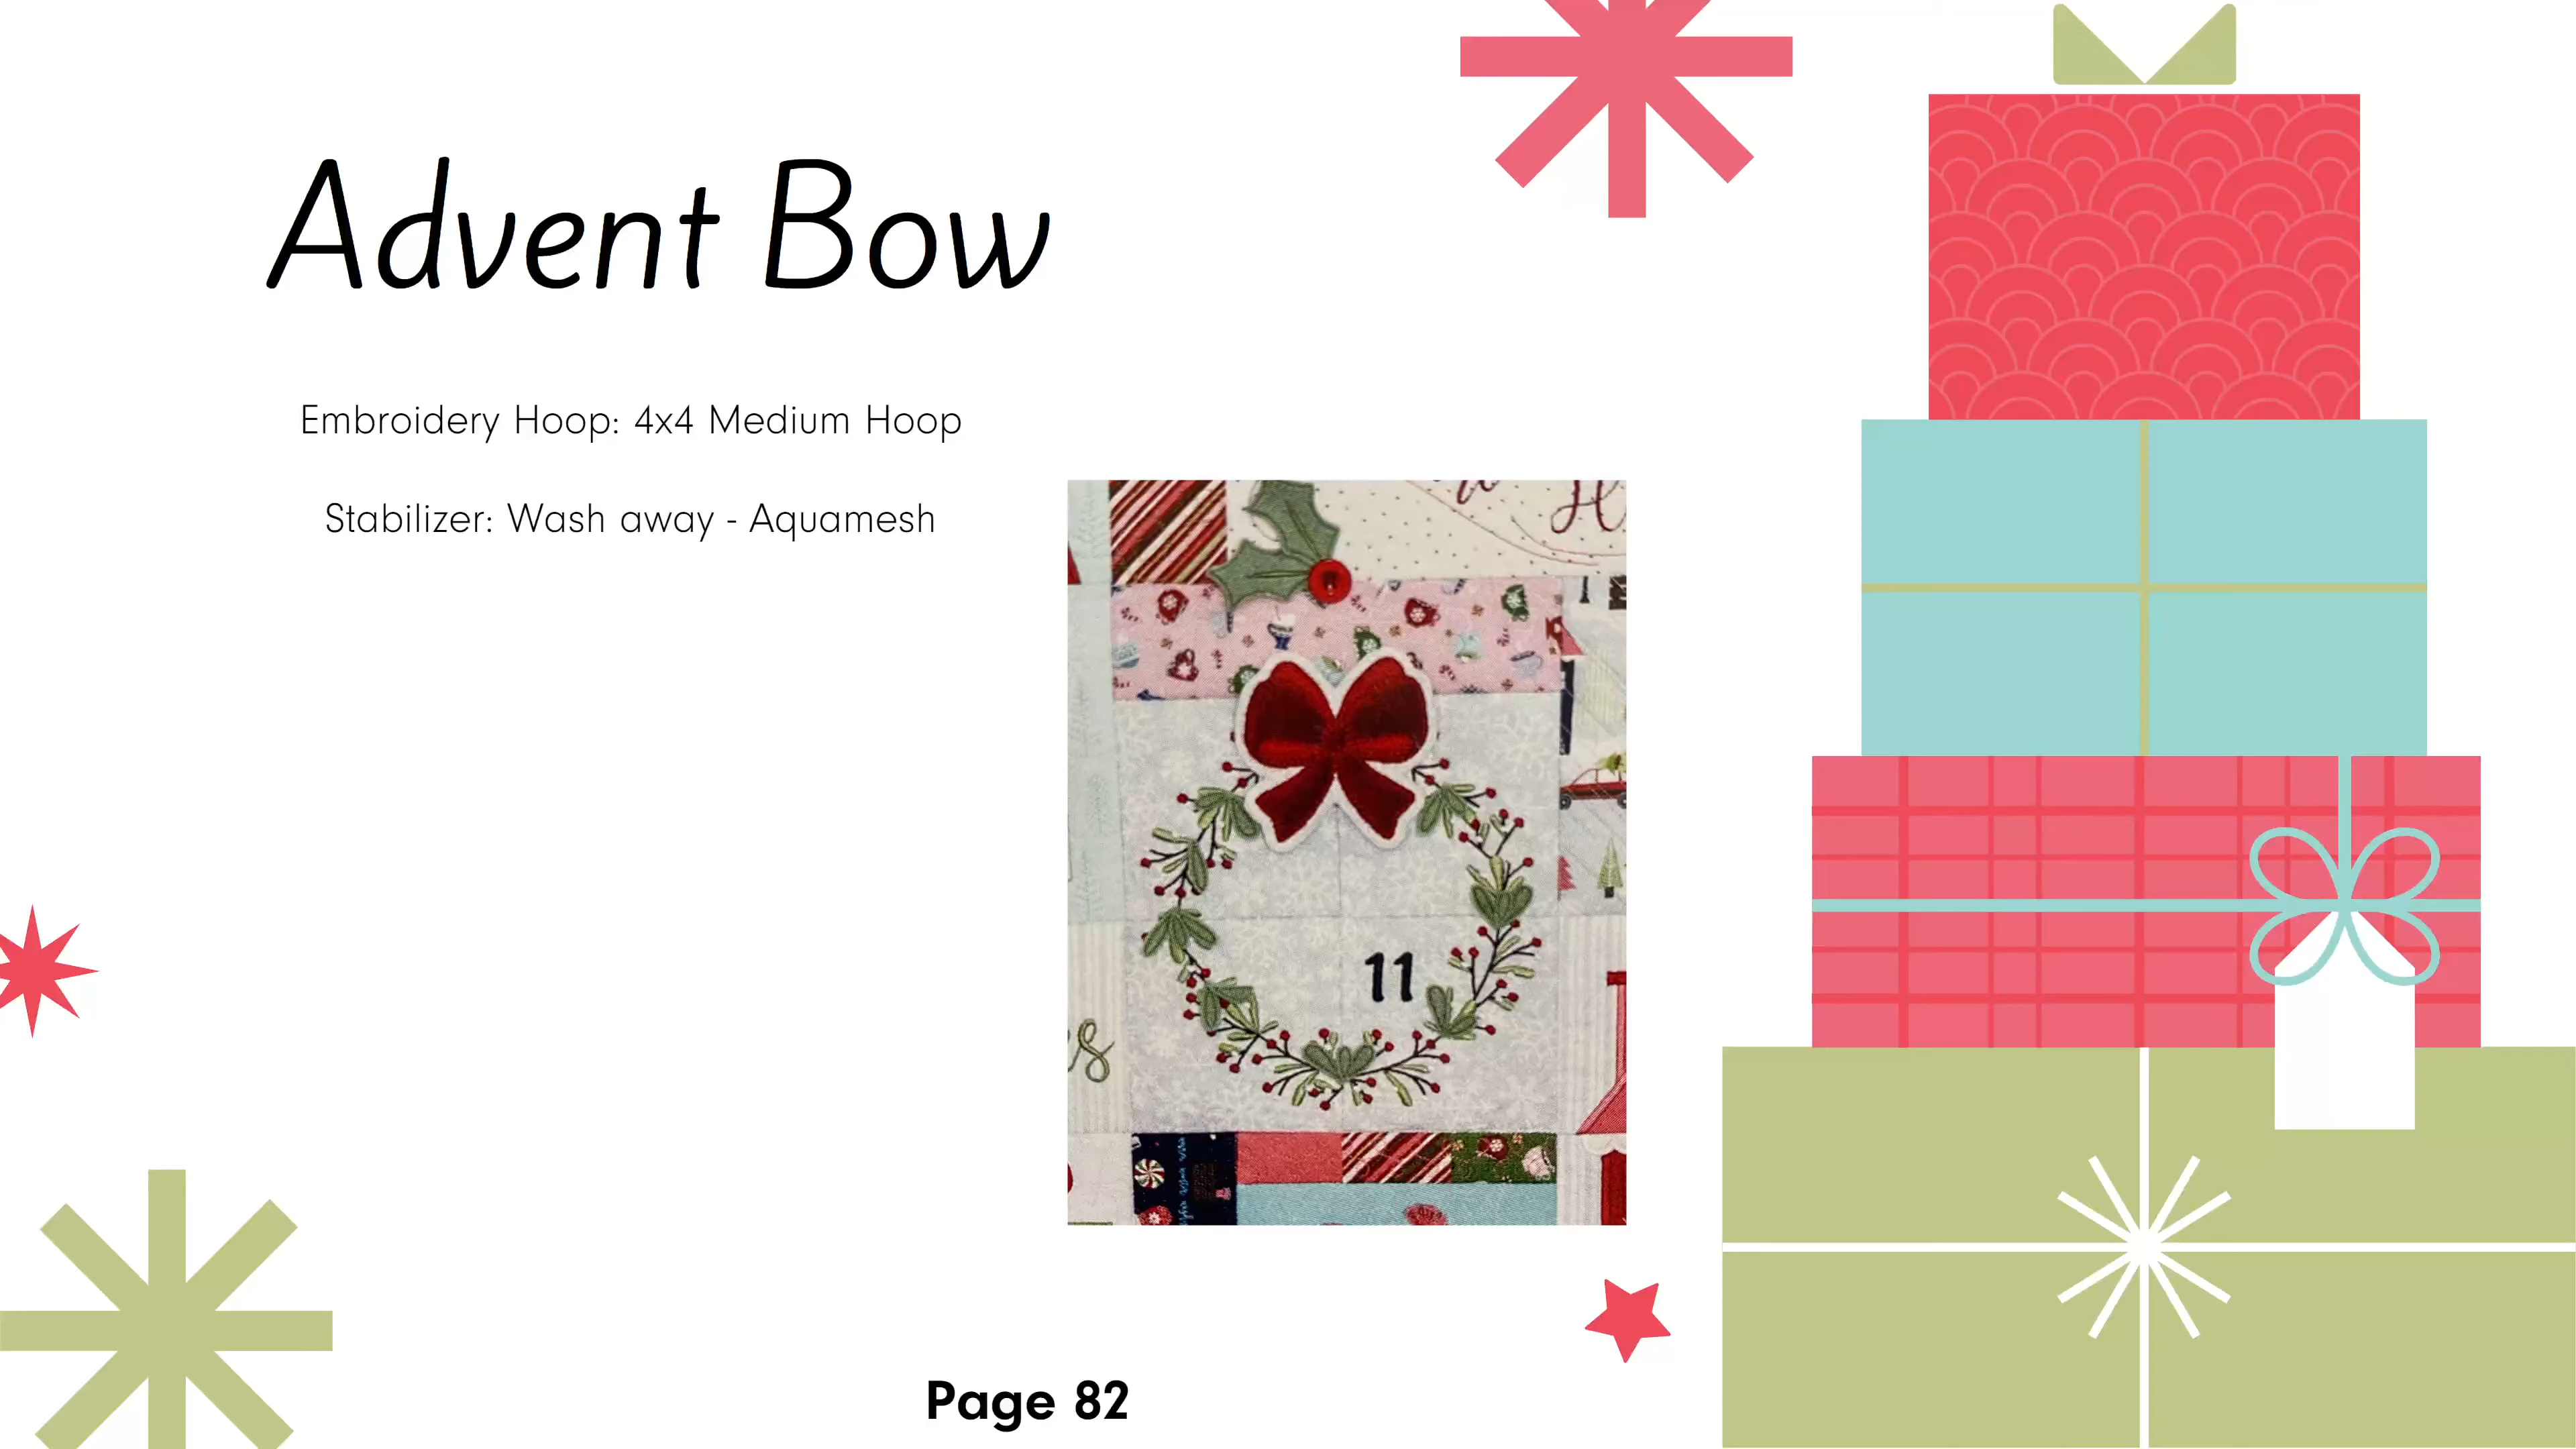 Advent Bow
Embroidery Hoop: 4x4 Medium Hoop
Stabilizer: Wash away - Aquamesh
11
Page 82